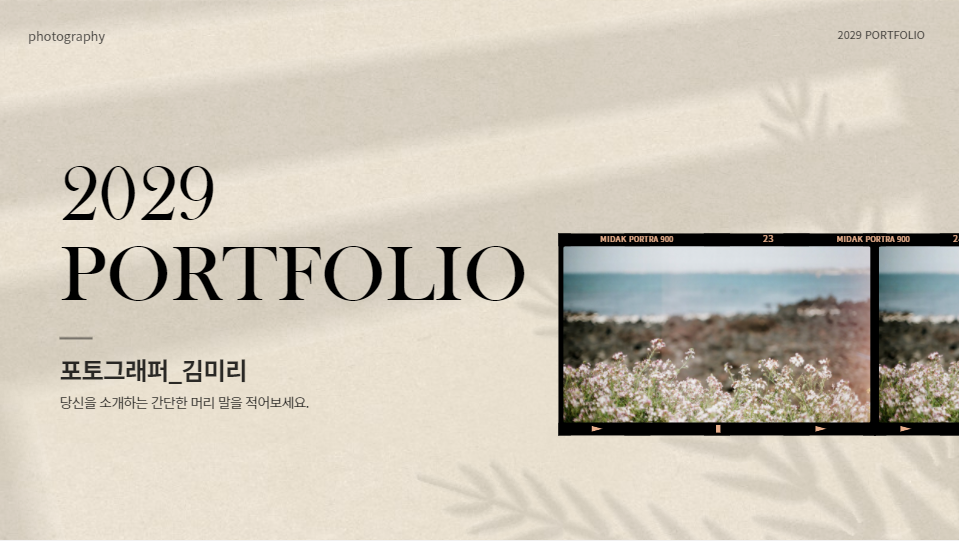 photography
2029 PORTFOLIO
2029
PORTFOLIO
포토그래퍼_김미리
당신을 소개하는 간단한 머리 말을 적어보세요.
MIDAK PORTRA 900
23
MIDAK PORTRA 900